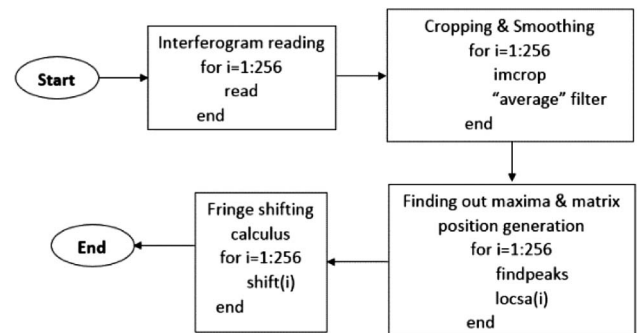 Start
Interferogram reading
for i=1:256
read
end
Cropping & Smoothing
for i=1:256
imcrop
“average” filter
end
Finding out maxima & matrix
position generation
for i=1:256
findpeaks
locsa(i)
end
Fringe shifting
calculus
for i=1:256
shift(i)
end
End